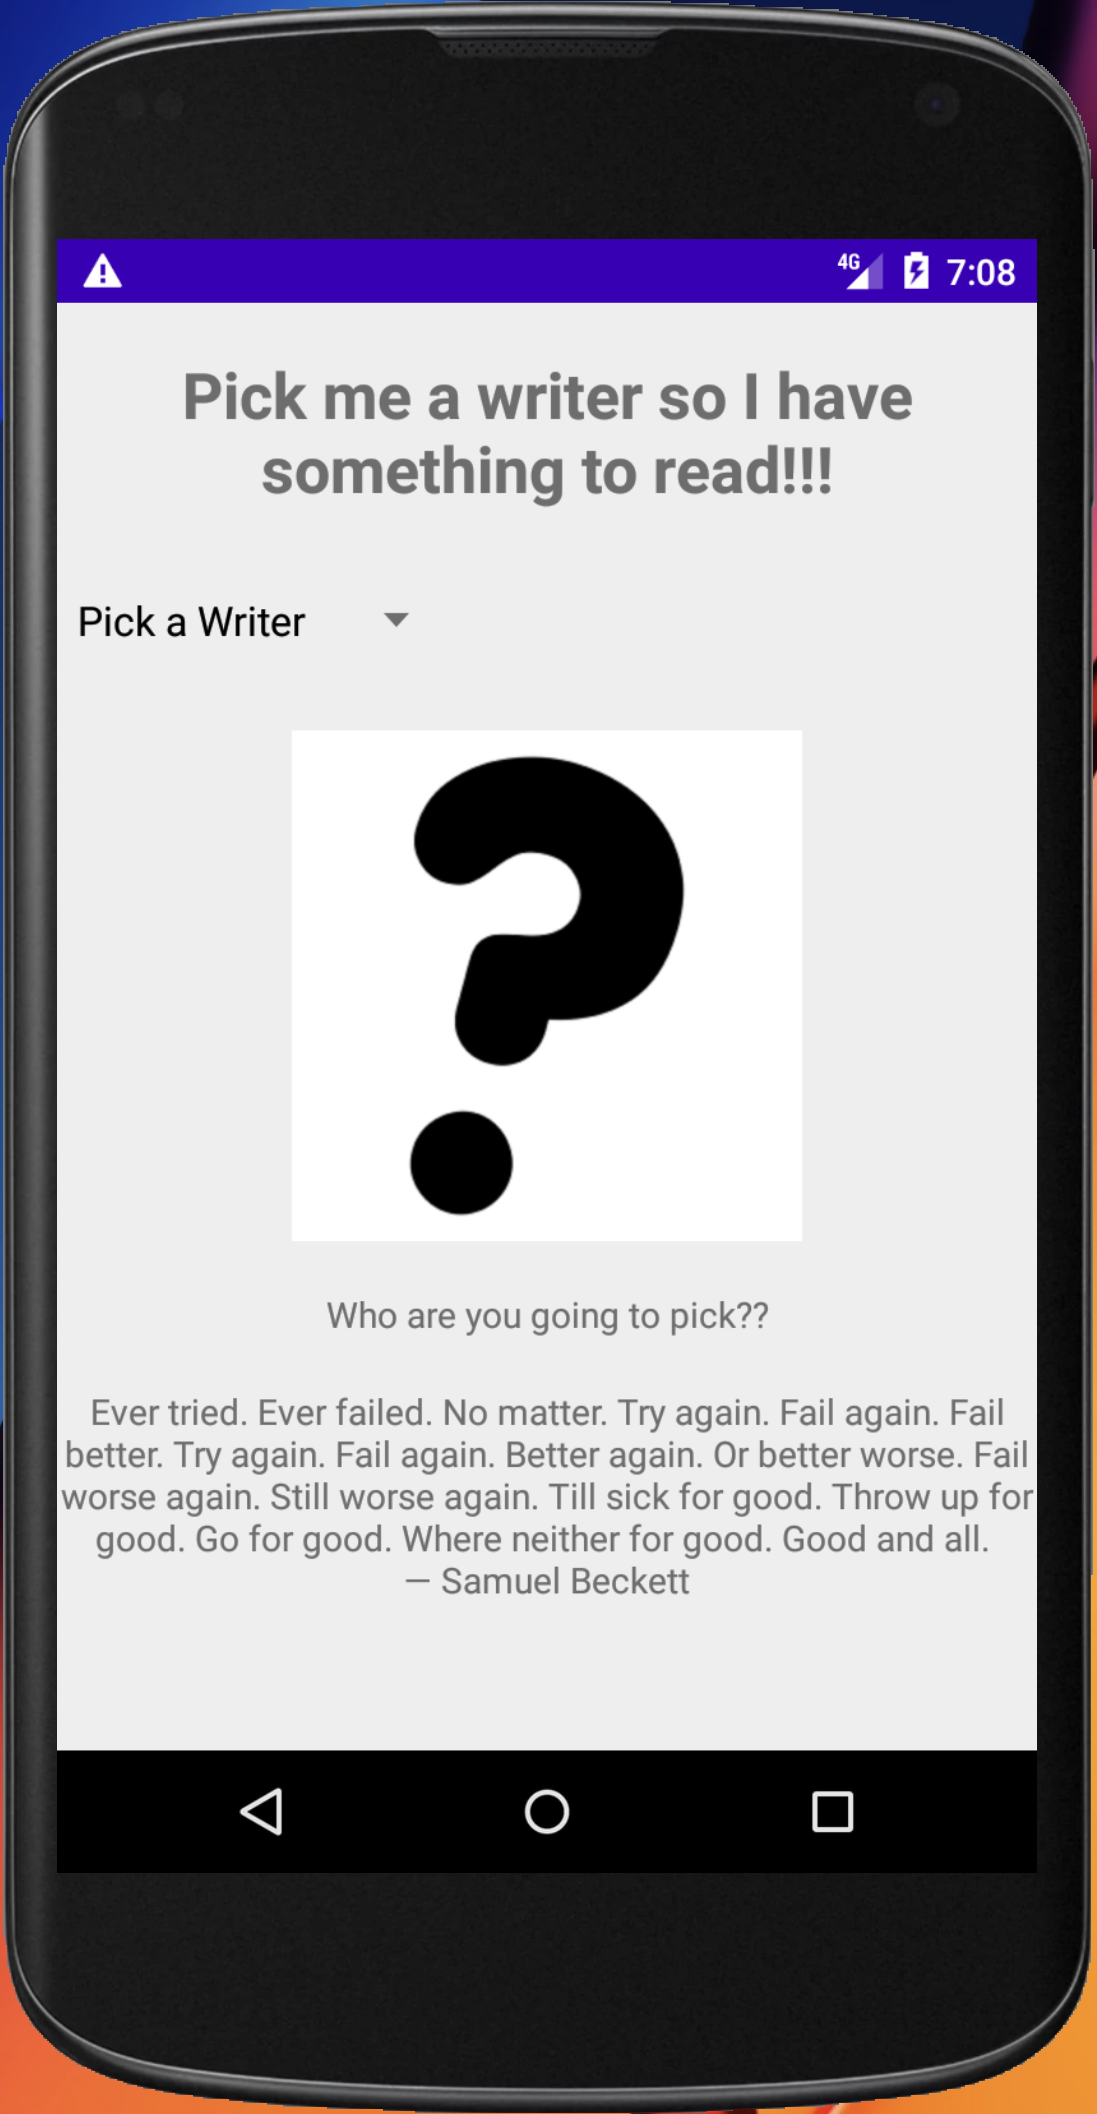 4G 7:08
Pick me a writer so I have
something to read!!!
Pick a Writer
?
Who are you going to pick??
Ever tried. Ever failed. No matter. Try again. Fail again. Fail
better. Try again. Fail again. Better again. Or better worse. Fail
worse again. Still worse again. Till sick for good. Throw up for
good. Go for good. Where neither for good. Good and all.
— Samuel Beckett